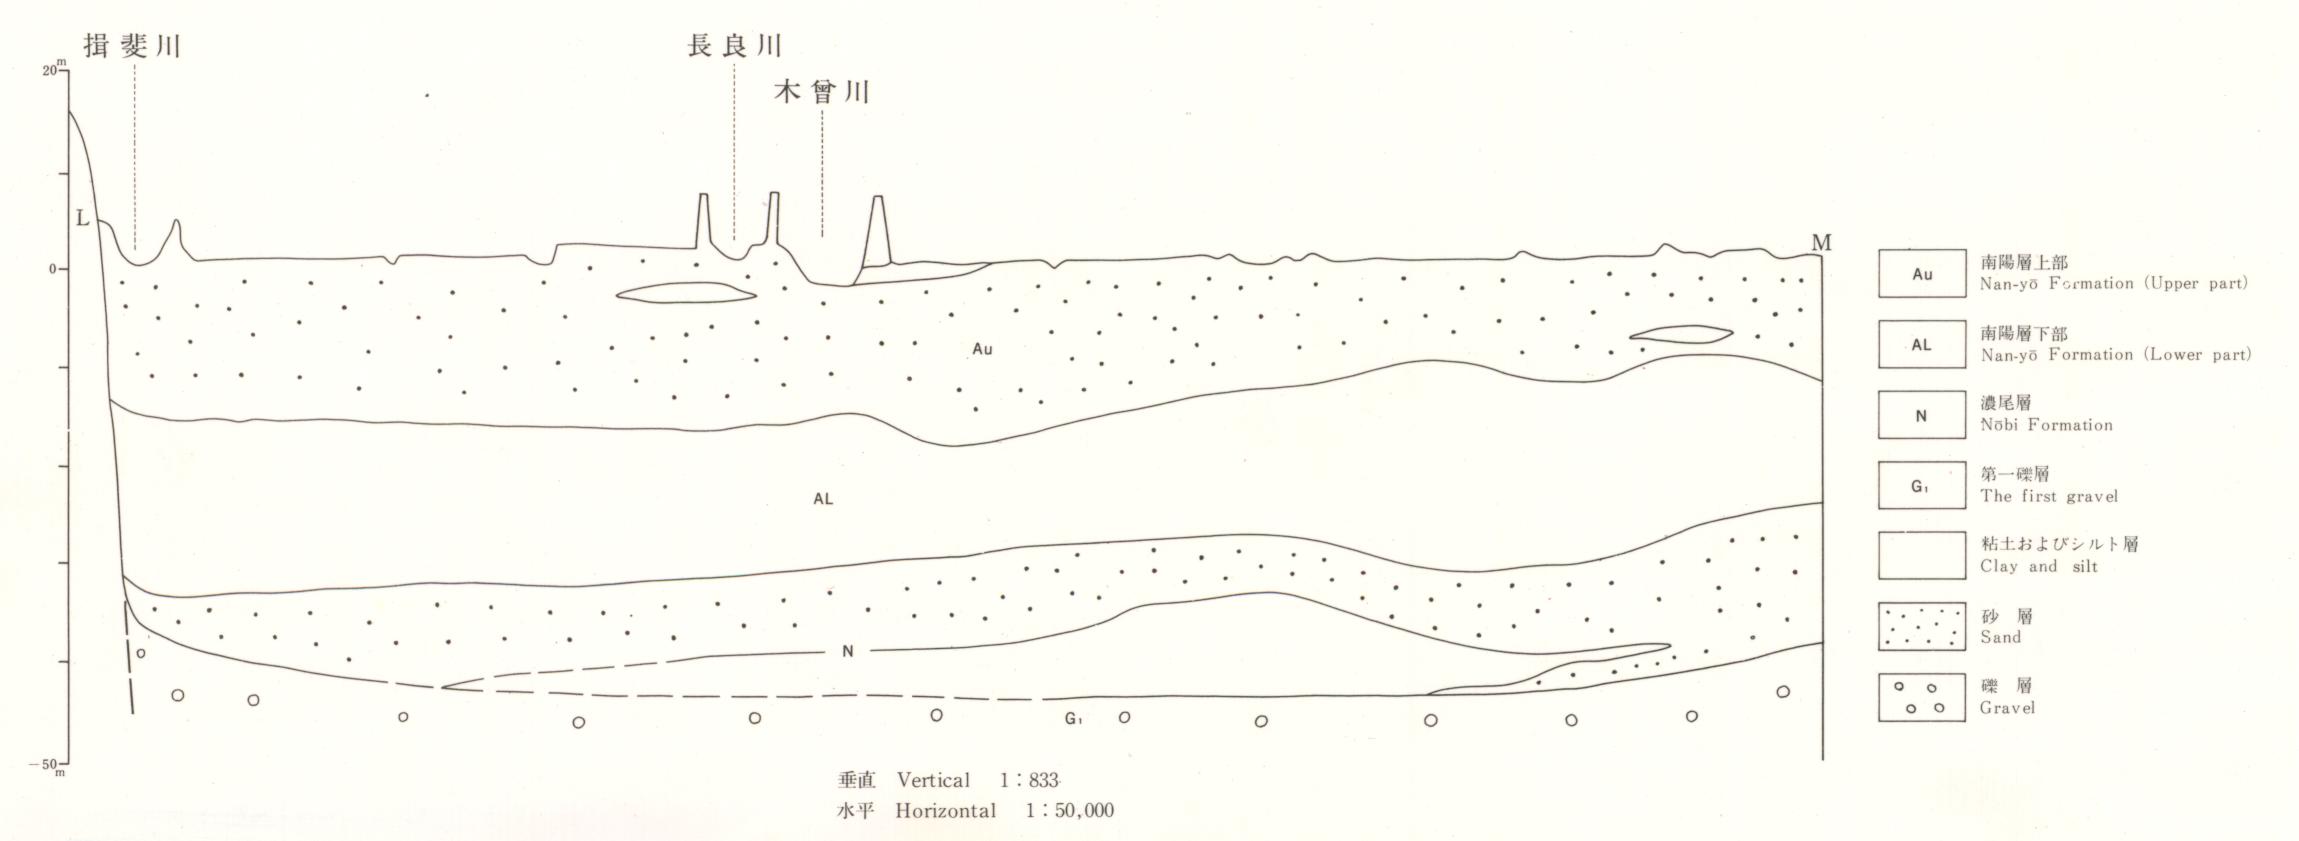 揖斐川
長良川
木曾川
20m
L
0
M
Au
AL
N
G₁
−50m
垂直 Vertical 1：833
水平 Horizontal 1：50,000
Au
南陽層上部
Nan-yō Formation (Upper part)
AL
南陽層下部
Nan-yō Formation (Lower part)
N
濃尾層
Nōbi Formation
G₁
第一礫層
The first gravel
粘土およびシルト層
Clay and silt
砂 層
Sand
礫 層
Gravel